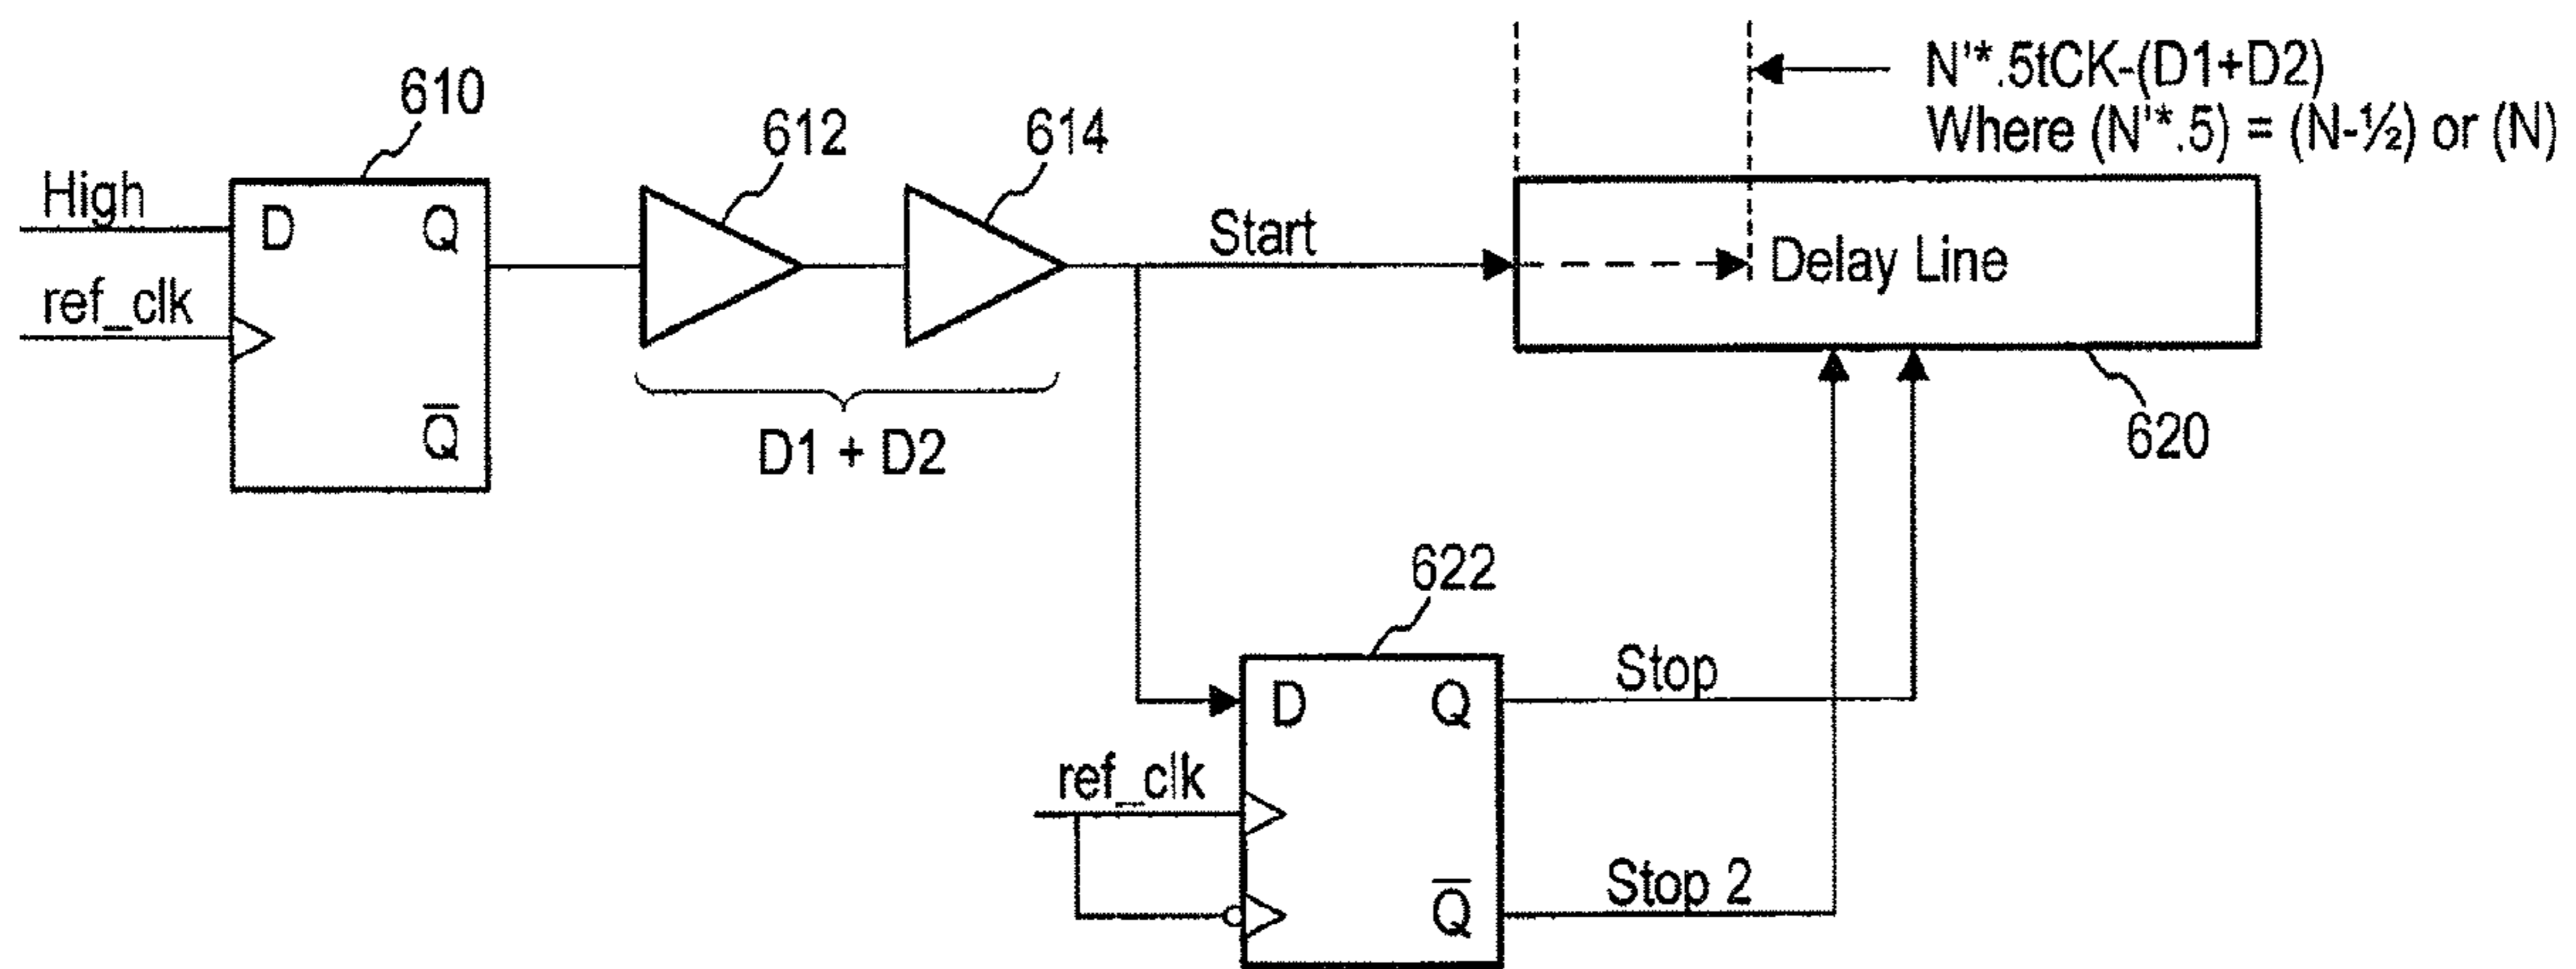 N'*.5tCK-(D1+D2)
Where (N'*.5) = (N-½) or (N)
610
612
614
High
D
Q
ref_clk
Q̅
D1 + D2
Start
Delay Line
620
622
D
Q
Stop
ref_clk
Q̅
Stop 2